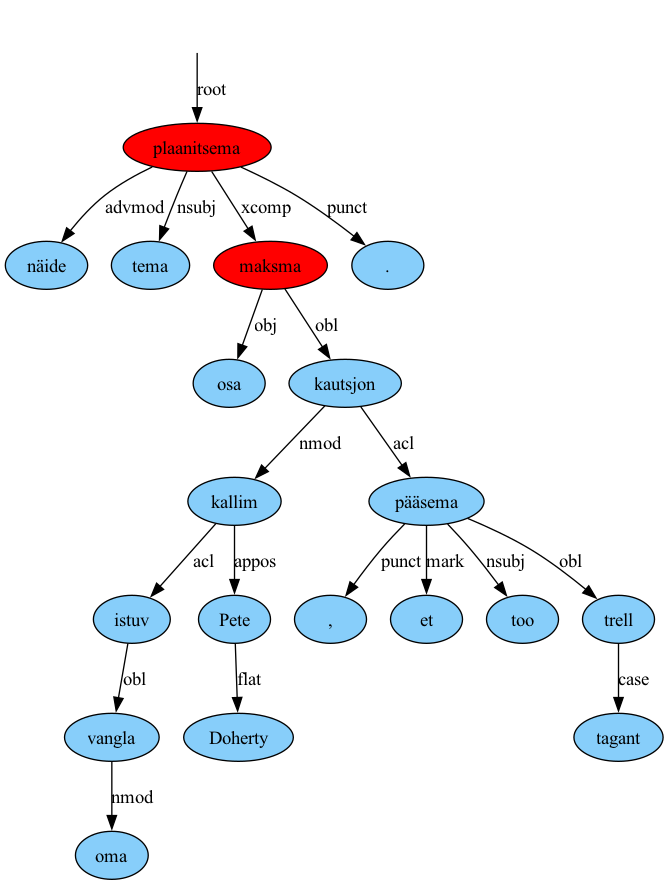 root
plaanitsema
advmod nsubj xcomp punct
näide tema maksma .
obj obl
osa kautsjon
nmod acl
kallim pääsema
acl appos punct mark nsubj obl
istuv Pete , et too trell
obl flat case
vangla Doherty tagant
nmod
oma